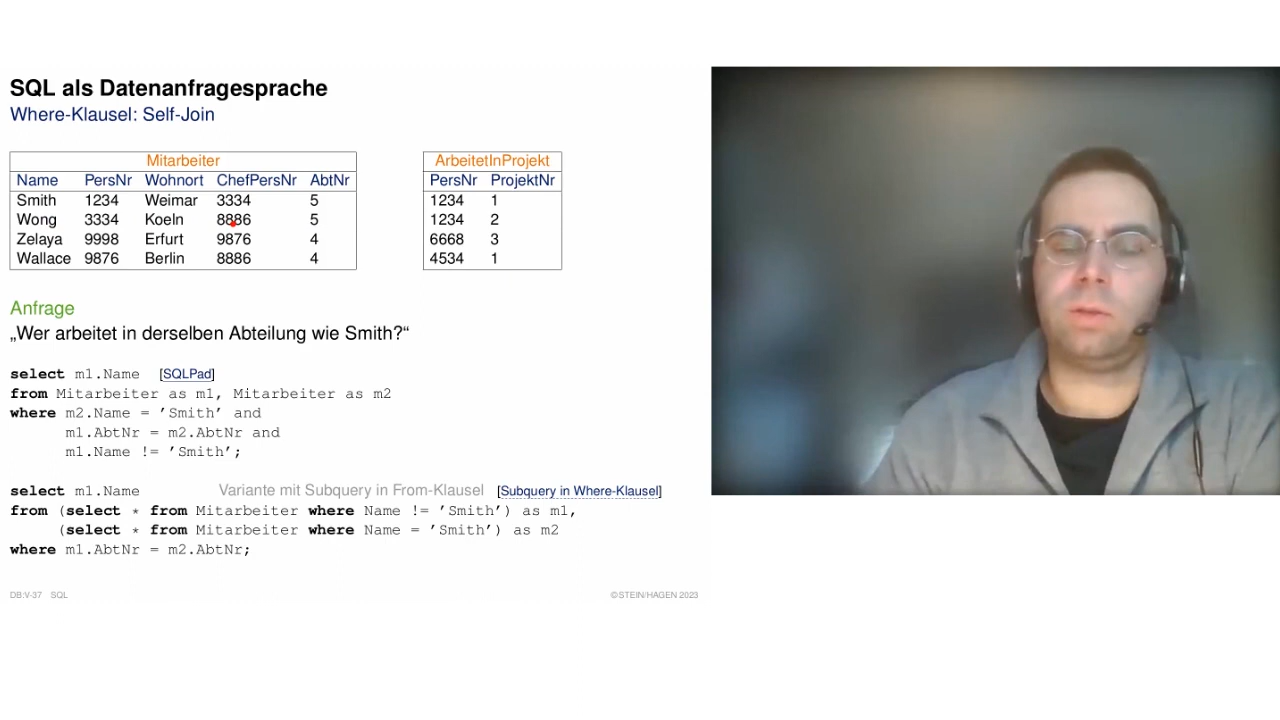 SQL als Datenanfragesprache
Where-Klausel: Self-Join
Mitarbeiter
Name PersNr Wohnort ChefPersNr AbtNr
Smith 1234 Weimar 3334 5
Wong 3334 Koeln 8886 5
Zelaya 9998 Erfurt 9876 4
Wallace 9876 Berlin 8886 4
ArbeitetInProjekt
PersNr ProjektNr
1234 1
1234 2
6668 3
4534 1
Anfrage
„Wer arbeitet in derselben Abteilung wie Smith?“
select m1.Name [SQLPad]
from Mitarbeiter as m1, Mitarbeiter as m2
where m2.Name = ’Smith’ and
m1.AbtNr = m2.AbtNr and
m1.Name != ’Smith’;
select m1.Name Variante mit Subquery in From-Klausel [Subquery in Where-Klausel]
from (select * from Mitarbeiter where Name != ’Smith’) as m1,
(select * from Mitarbeiter where Name = ’Smith’) as m2
where m1.AbtNr = m2.AbtNr;
DB:V-37 SQL ©STEIN/HAGEN 2023